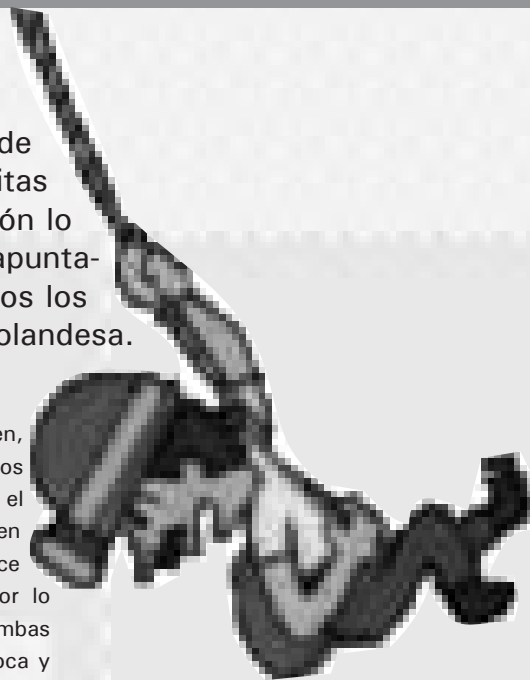 de
itas
ón lo
apunta-
os los
olandesa.
en,
os
el
en
ce
or lo
mbas
oca y